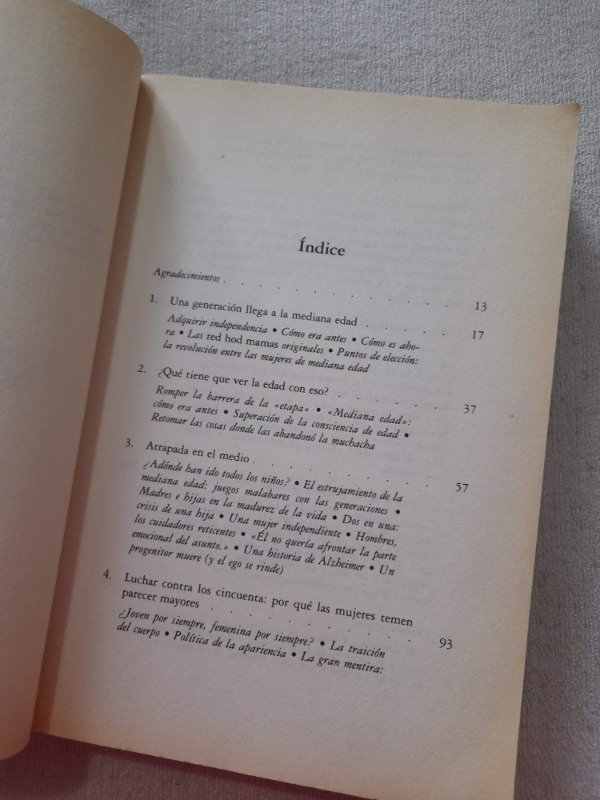 Índice
Agradecimientos . . . . . . . . . . . . 13
1. Una generación llega a la mediana edad . . . . . . 17
Adquirir independencia • Cómo era antes • Cómo es aho-
ra • Las red hod mamas originales • Puntos de elección:
la revolución entre las mujeres de mediana edad
2. ¿Qué tiene que ver la edad con eso? . . . . . . . 37
Romper la barrera de la «etapa» • «Mediana edad»:
cómo era antes • Superación de la consciencia de edad •
Retomar las cosas donde las abandonó la muchacha
3. Atrapada en el medio . . . . . . . . . . 57
¿Adónde han ido todos los niños? • El estrujamiento de la
mediana edad: juegos malabares con las generaciones •
Madres e hijas en la madurez de la vida • Dos en una:
crisis de una hija • Una mujer independiente • Hombres,
los cuidadores reticentes • «Él no quería afrontar la parte
emocional del asunto.» • Una historia de Alzheimer • Un
progenitor muere (y el ego se rinde)
4. Luchar contra los cincuenta: por qué las mujeres temen
parecer mayores . . . . . . . . . . . 93
¿Joven por siempre, femenina por siempre? • La traición
del cuerpo • Política de la apariencia • La gran mentira: